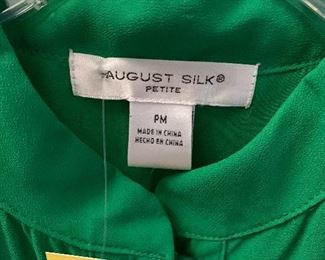 AUGUST SILK®
PETITE
PM
MADE IN CHINA
HECHO EN CHINA